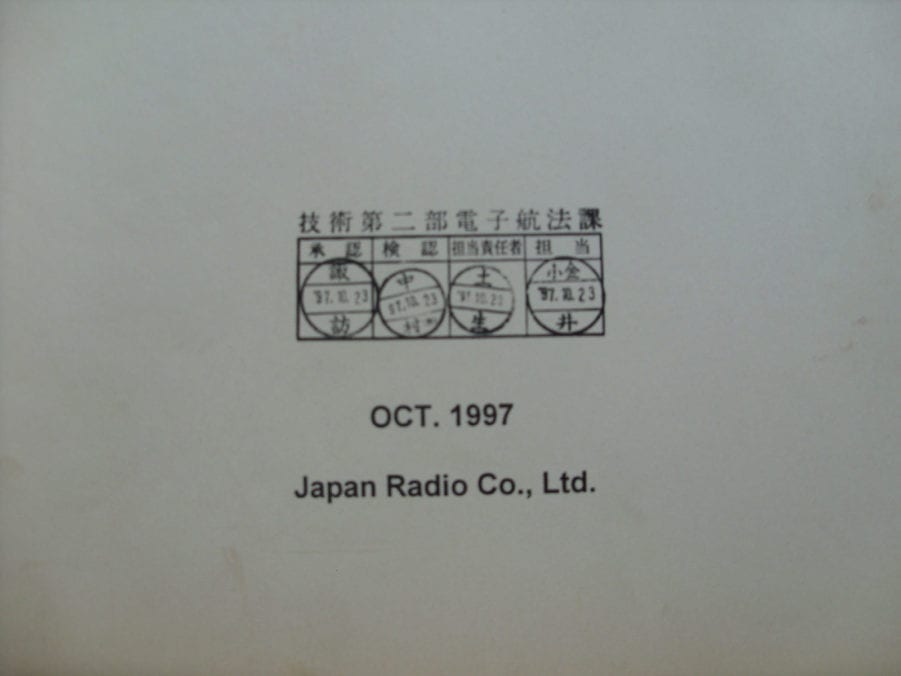 技術第二部電子航法課
承認 検認 担当責任者 担当
諏 中 土 小金
'97.10.23 '97.10.23 '97.10.23 '97.10.23
訪 村 生 井
OCT. 1997
Japan Radio Co., Ltd.